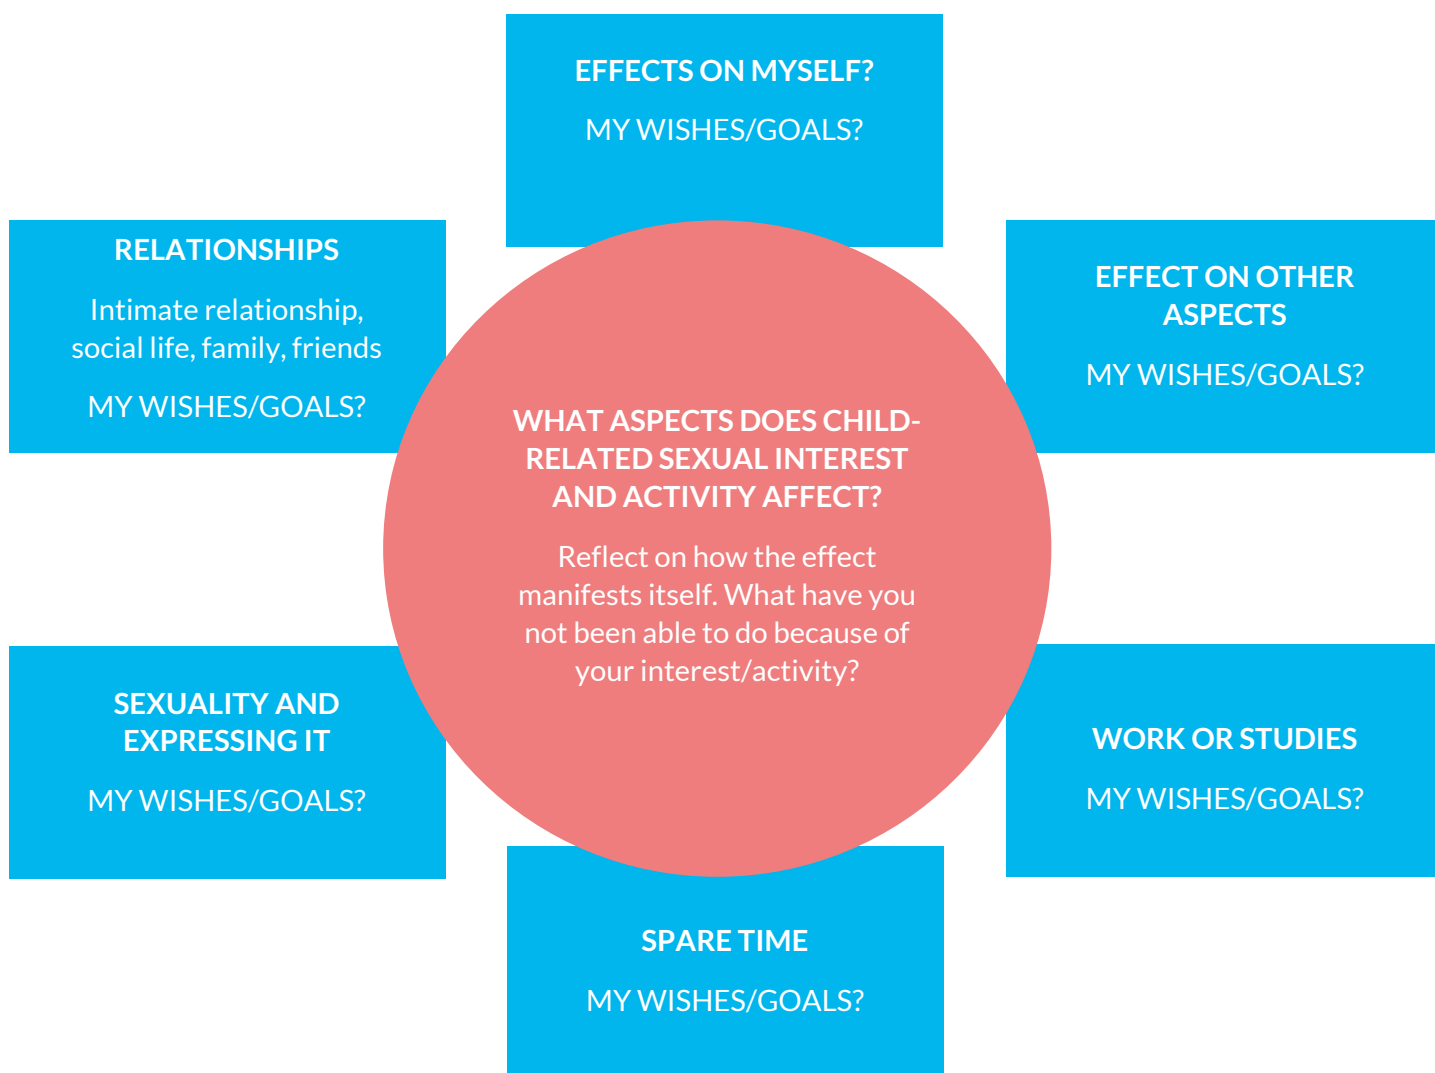 EFFECTS ON MYSELF?
MY WISHES/GOALS?
RELATIONSHIPS
Intimate relationship,
social life, family, friends
MY WISHES/GOALS?
EFFECT ON OTHER
ASPECTS
MY WISHES/GOALS?
WHAT ASPECTS DOES CHILD-
RELATED SEXUAL INTEREST
AND ACTIVITY AFFECT?
Reflect on how the effect
manifests itself. What have you
not been able to do because of
your interest/activity?
SEXUALITY AND
EXPRESSING IT
MY WISHES/GOALS?
WORK OR STUDIES
MY WISHES/GOALS?
SPARE TIME
MY WISHES/GOALS?